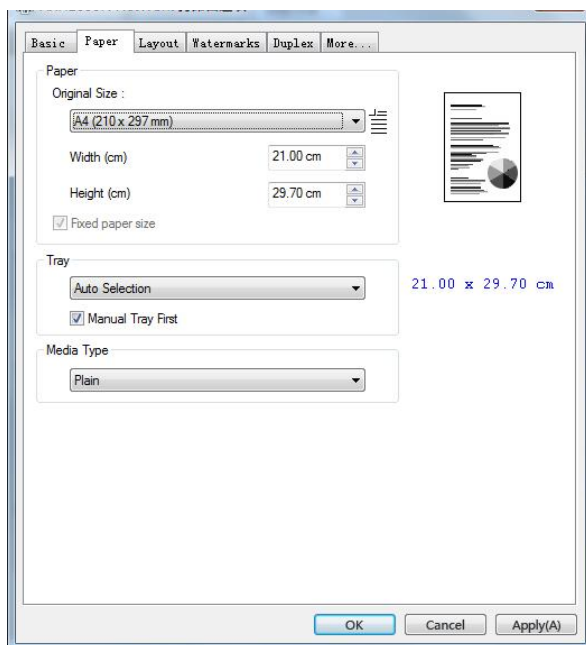 Basic Paper Layout Watermarks Duplex More...
Paper
Original Size :
A4 (210 x 297 mm)
Width (cm) 21.00 cm
Height (cm) 29.70 cm
Fixed paper size
Tray
Auto Selection
21.00 x 29.70 cm
Manual Tray First
Media Type
Plain
OK Cancel Apply(A)